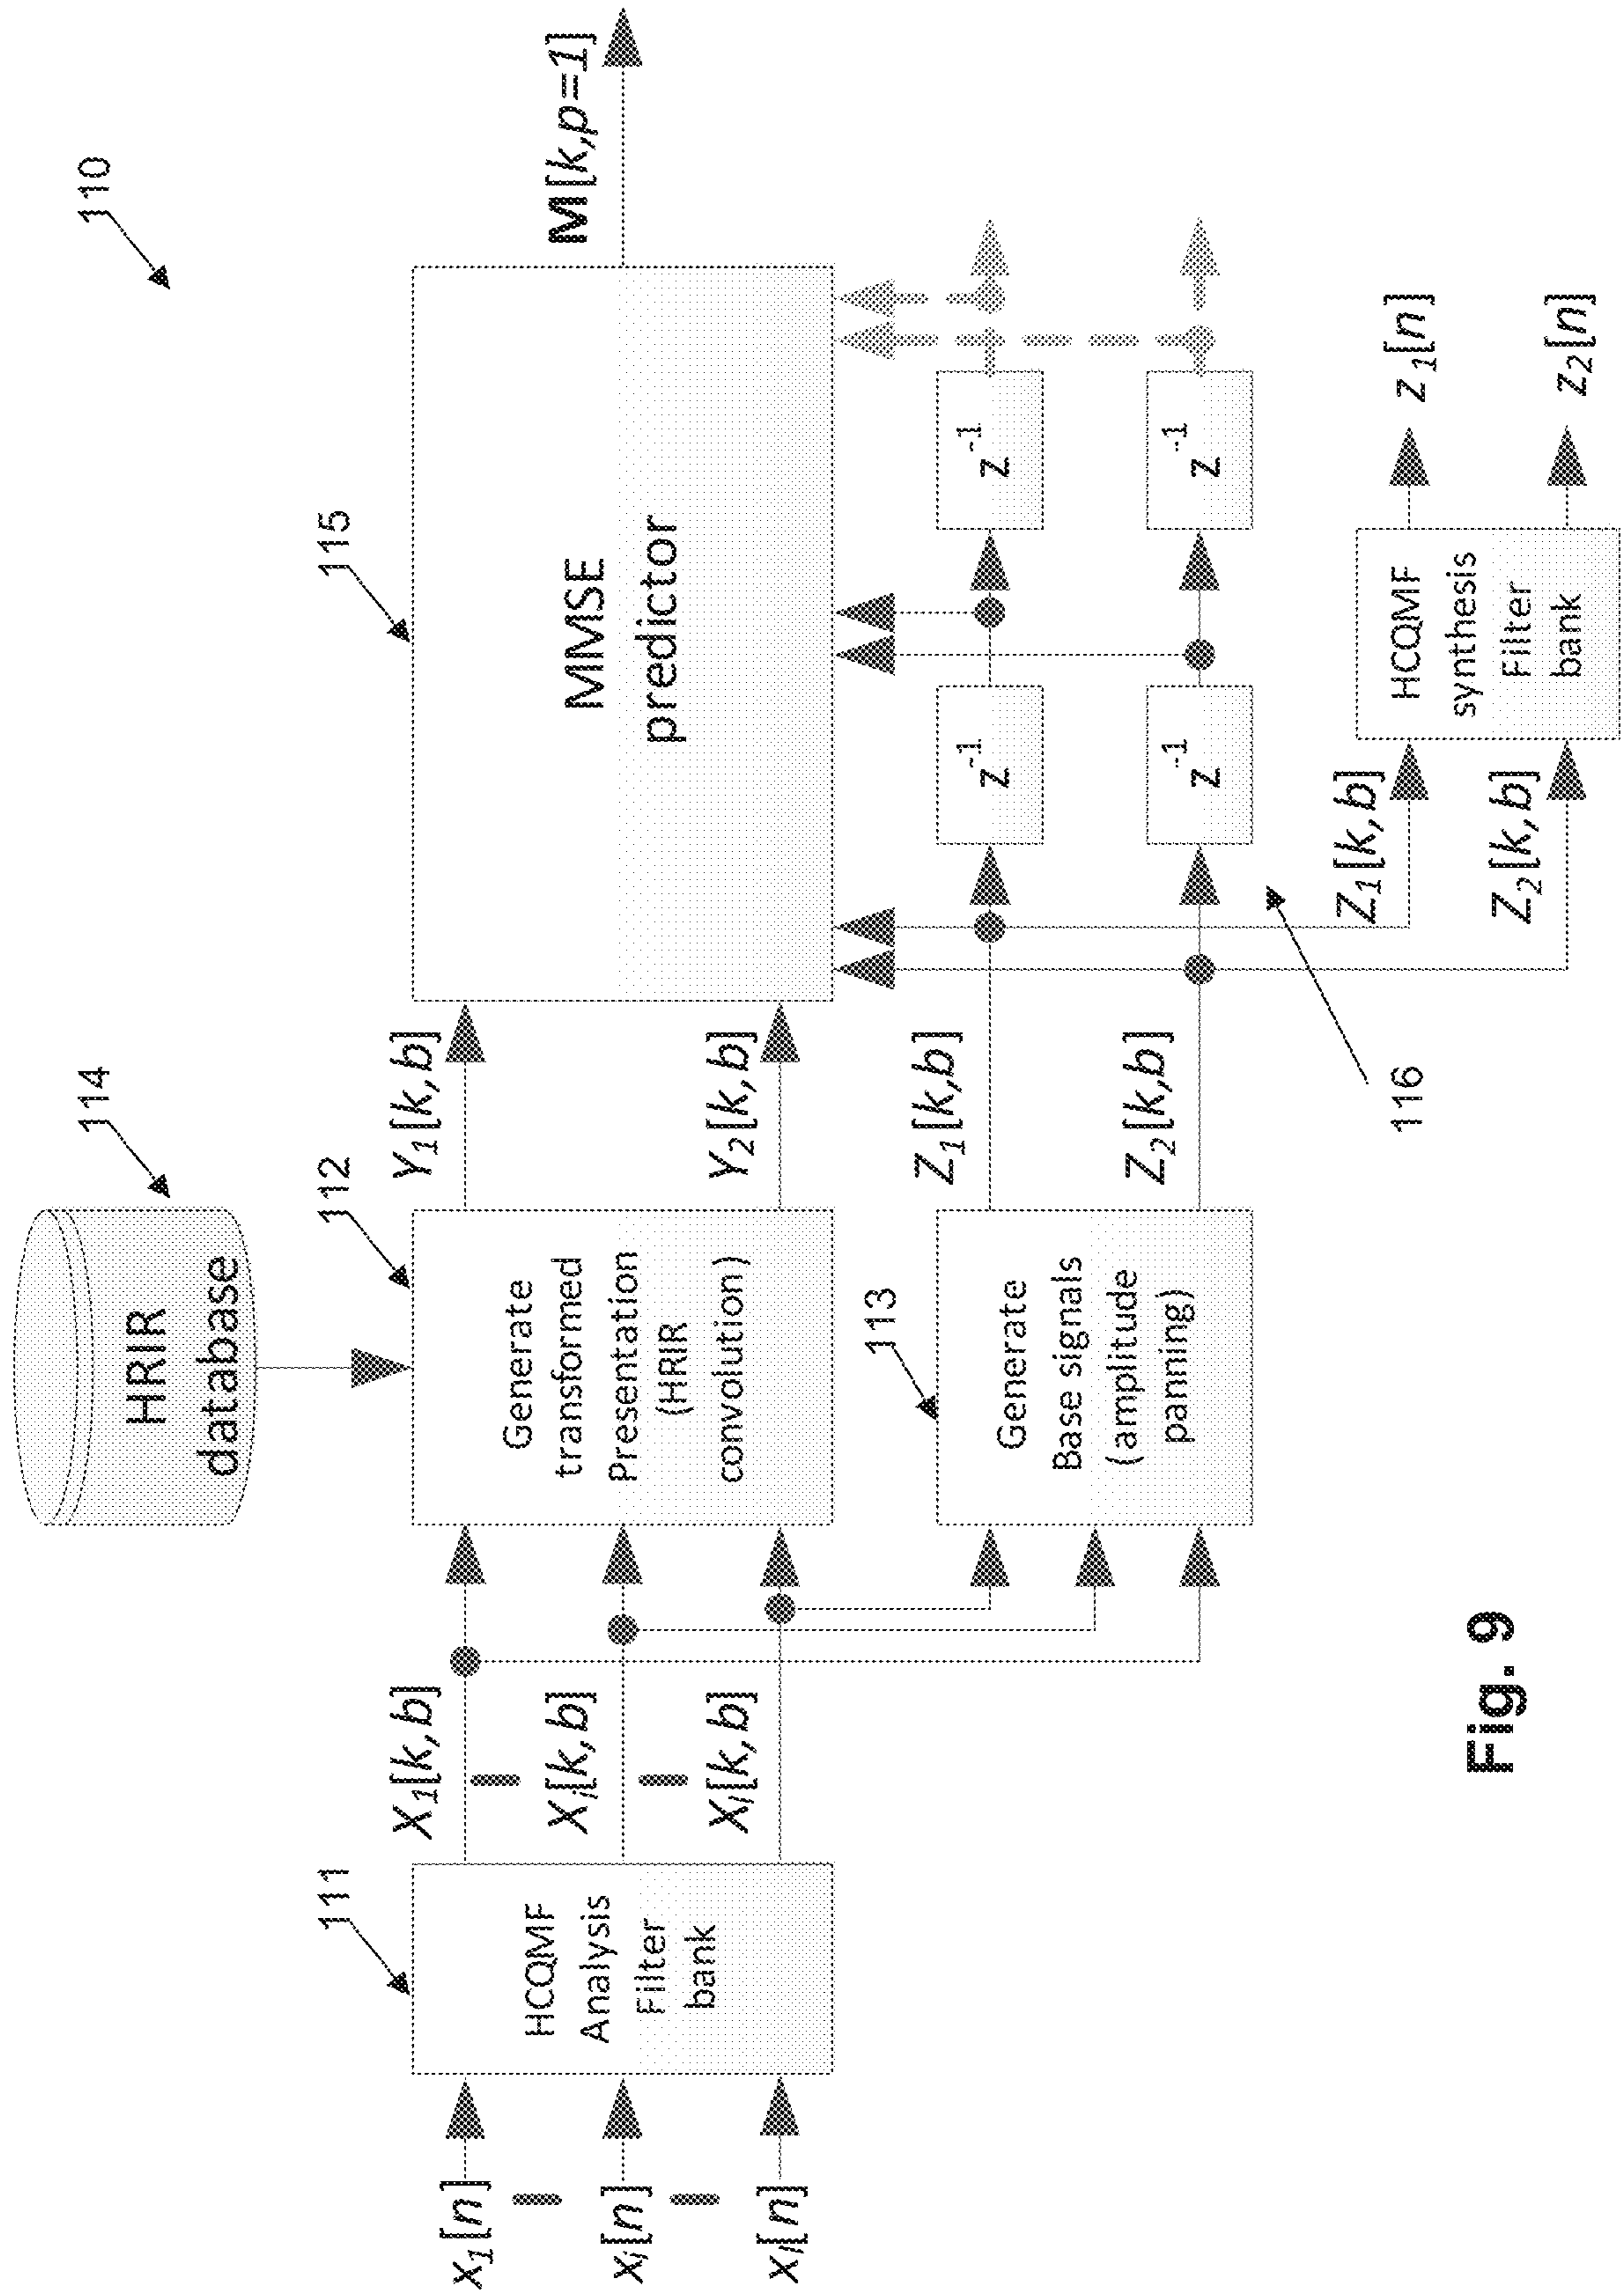 110
114
HRIR
database
111
112
115
x1[n]
xi[n]
xI[n]
HCQMF
Analysis
Filter
bank
X1[k,b]
Xi[k,b]
XI[k,b]
Generate
transformed
Presentation
(HRIR
convolution)
Y1[k,b]
Y2[k,b]
MMSE
predictor
M[k,p=1]
113
Generate
Base signals
(amplitude
panning)
Z1[k,b]
Z2[k,b]
z-1
z-1
z-1
z-1
116
Z1[k,b]
Z2[k,b]
HCQMF
synthesis
Filter
bank
z1[n]
z2[n]
Fig. 9